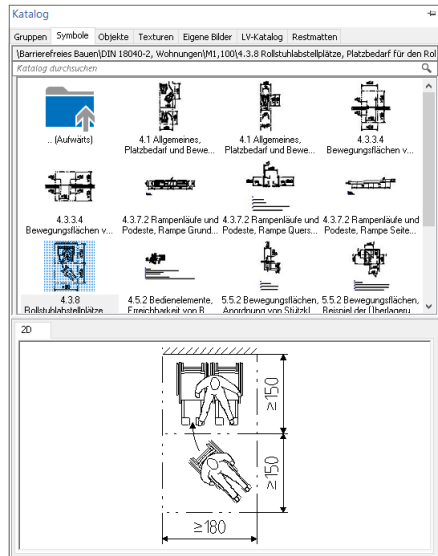 Katalog
Gruppen Symbole Objekte Texturen Eigene Bilder LV-Katalog Restmatten
\Barrierefreies Bauen\DIN 18040-2, Wohnungen\M1,100\4.3.8 Rollstuhlabstellplätze, Platzbedarf für den Rol
Katalog durchsuchen
.. (Aufwärts)
4.1 Allgemeines,
Platzbedarf und Bewe...
4.1 Allgemeines,
Platzbedarf und Bewe...
4.3.3.4
Bewegungsflächen v...
4.3.3.4
Bewegungsflächen v...
4.3.7.2 Rampenläufe und
Podeste, Rampe Grund...
4.3.7.2 Rampenläufe und
Podeste, Rampe Quers...
4.3.7.2 Rampenläufe und
Podeste, Rampe Seite...
4.3.8
Rollstuhlabstellplätze
4.5.2 Bedienelemente,
Erreichbarkeit von B
5.5.2 Bewegungsflächen,
Anordnung von Stützkl
5.5.2 Bewegungsflächen,
Beispiel der Überlageru
2D
≥150
≥150
≥180